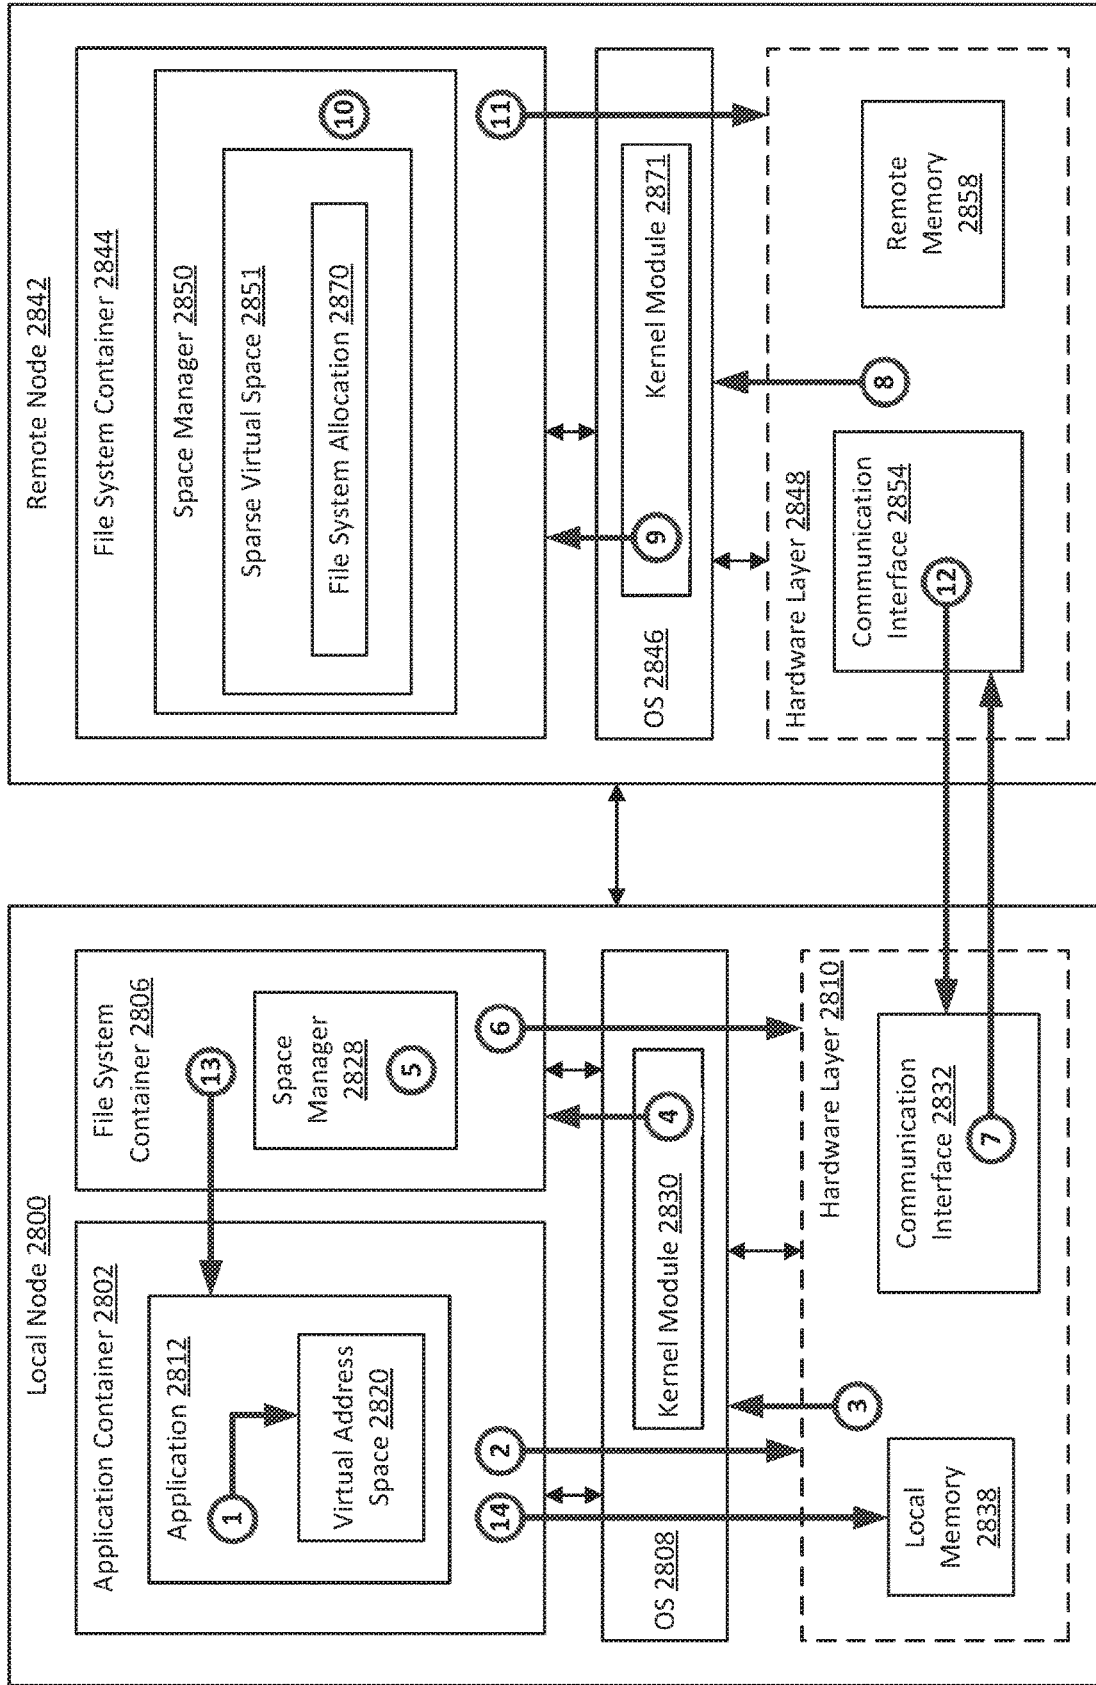 Local Node 2800
Application Container 2802
Application 2812
1
Virtual Address
Space 2820
File System
Container 2806
13
Space
Manager
2828
5
14
2
6
OS 2808
Kernel Module 2830
4
3
Hardware Layer 2810
Local
Memory
2838
Communication
Interface 2832
7
Remote Node 2842
File System Container 2844
Space Manager 2850
Sparse Virtual Space 2851
File System Allocation 2870
10
11
OS 2846
9
Kernel Module 2871
8
Hardware Layer 2848
Communication
Interface 2854
12
Remote
Memory
2858